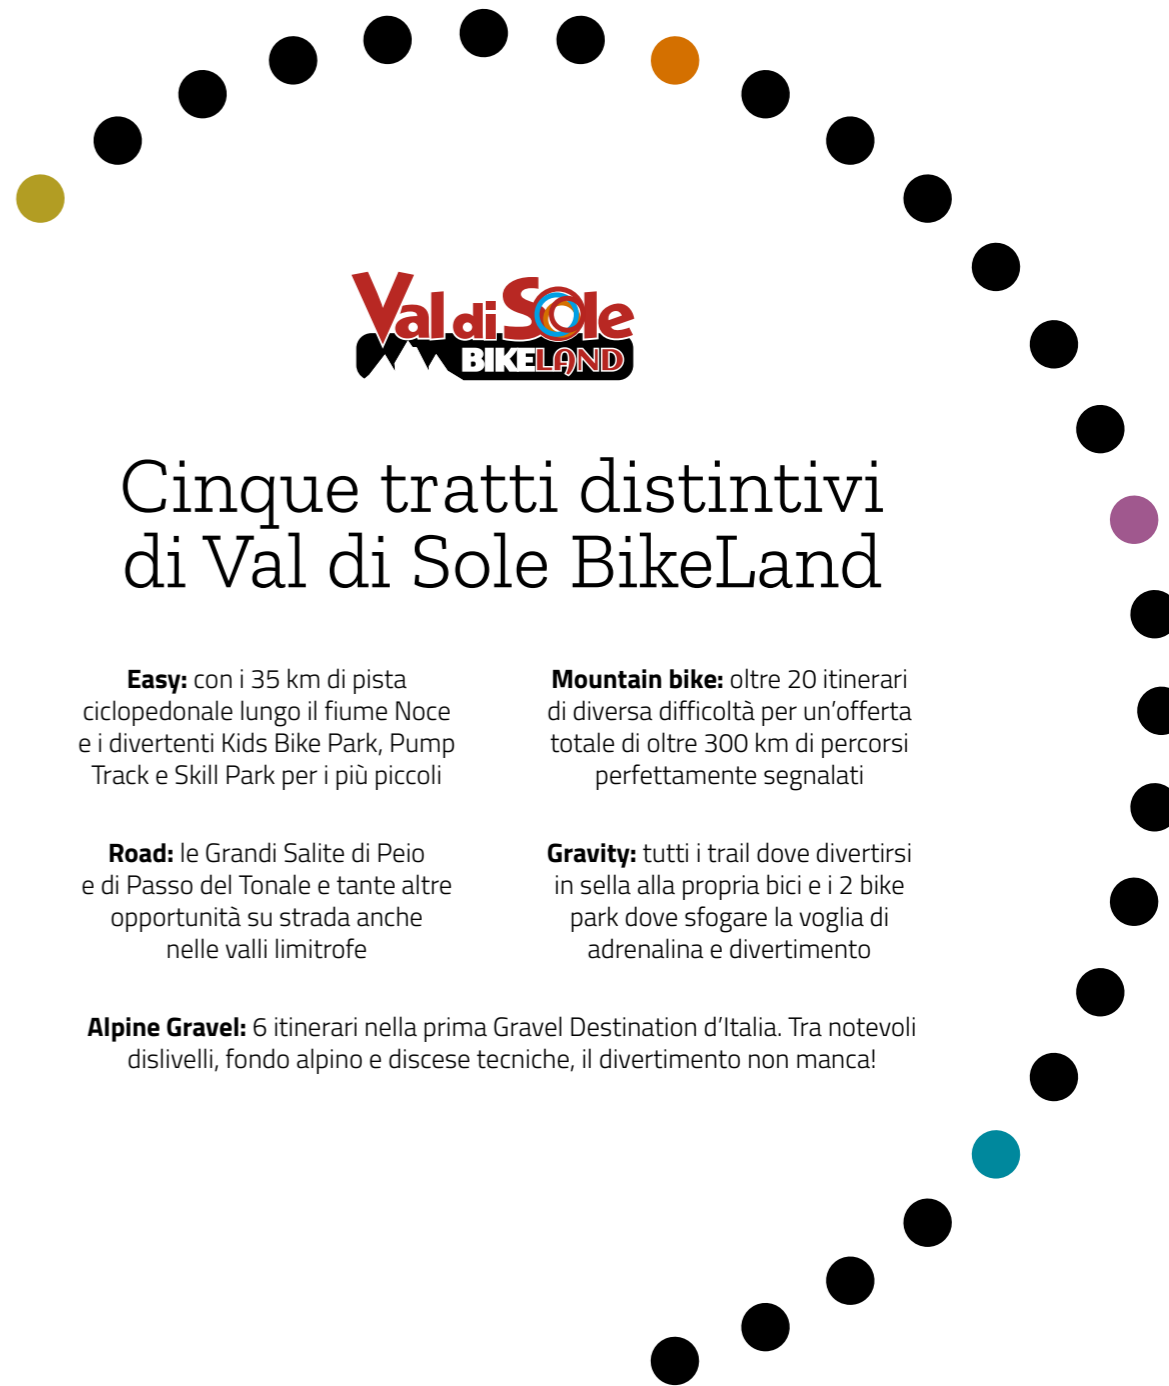 Val di Sole
BIKELAND
Cinque tratti distintivi
di Val di Sole BikeLand
Easy: con i 35 km di pista
ciclopedonale lungo il fiume Noce
e i divertenti Kids Bike Park, Pump
Track e Skill Park per i più piccoli
Mountain bike: oltre 20 itinerari
di diversa difficoltà per un’offerta
totale di oltre 300 km di percorsi
perfettamente segnalati
Road: le Grandi Salite di Peio
e di Passo del Tonale e tante altre
opportunità su strada anche
nelle valli limitrofe
Gravity: tutti i trail dove divertirsi
in sella alla propria bici e i 2 bike
park dove sfogare la voglia di
adrenalina e divertimento
Alpine Gravel: 6 itinerari nella prima Gravel Destination d’Italia. Tra notevoli
dislivelli, fondo alpino e discese tecniche, il divertimento non manca!